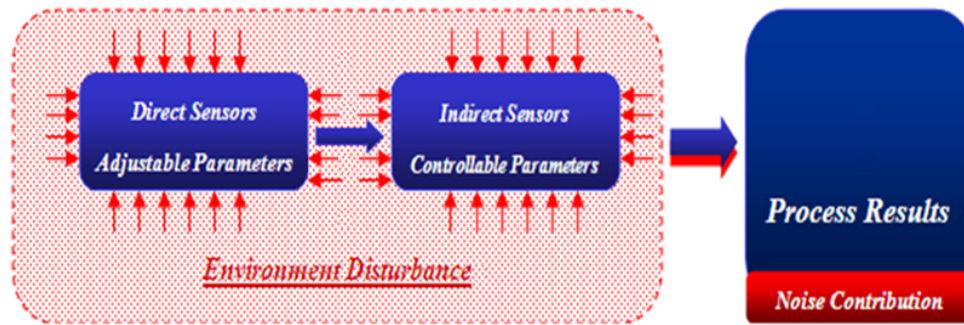 Direct Sensors
Adjustable Parameters
Indirect Sensors
Controllable Parameters
Environment Disturbance
Process Results
Noise Contribution